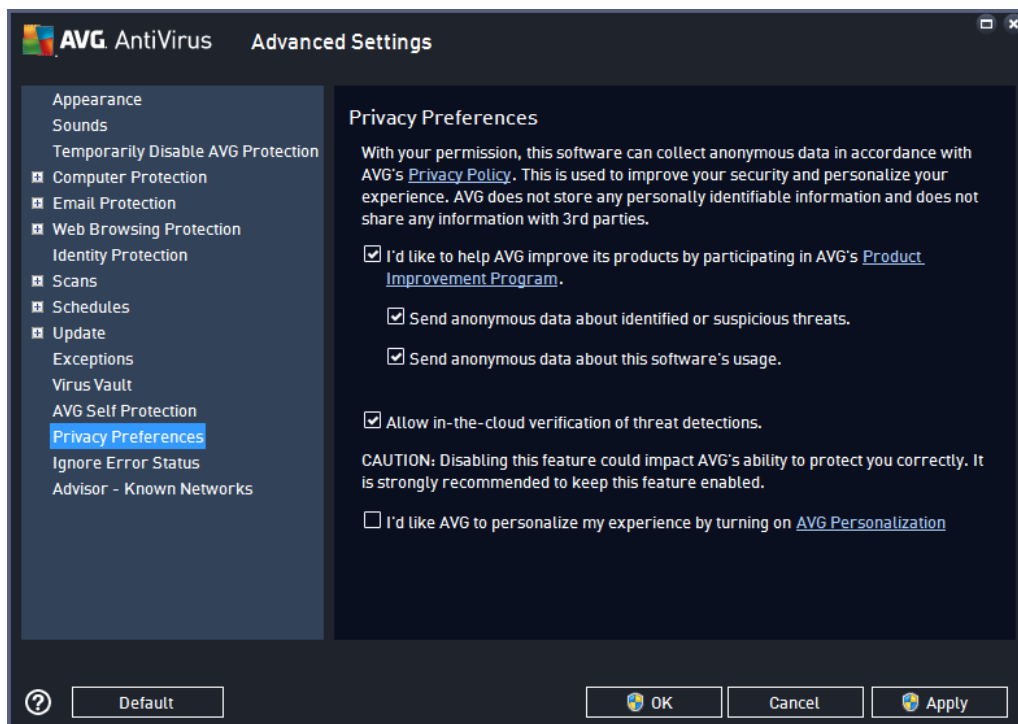 AVG. AntiVirus Advanced Settings
Appearance
Sounds
Temporarily Disable AVG Protection
Computer Protection
Email Protection
Web Browsing Protection
Identity Protection
Scans
Schedules
Update
Exceptions
Virus Vault
AVG Self Protection
Privacy Preferences
Ignore Error Status
Advisor - Known Networks
Privacy Preferences
With your permission, this software can collect anonymous data in accordance with
AVG's Privacy Policy. This is used to improve your security and personalize your
experience. AVG does not store any personally identifiable information and does not
share any information with 3rd parties.
I'd like to help AVG improve its products by participating in AVG's Product
Improvement Program.
Send anonymous data about identified or suspicious threats.
Send anonymous data about this software's usage.
Allow in-the-cloud verification of threat detections.
CAUTION: Disabling this feature could impact AVG's ability to protect you correctly. It
is strongly recommended to keep this feature enabled.
I'd like AVG to personalize my experience by turning on AVG Personalization
? Default OK Cancel Apply